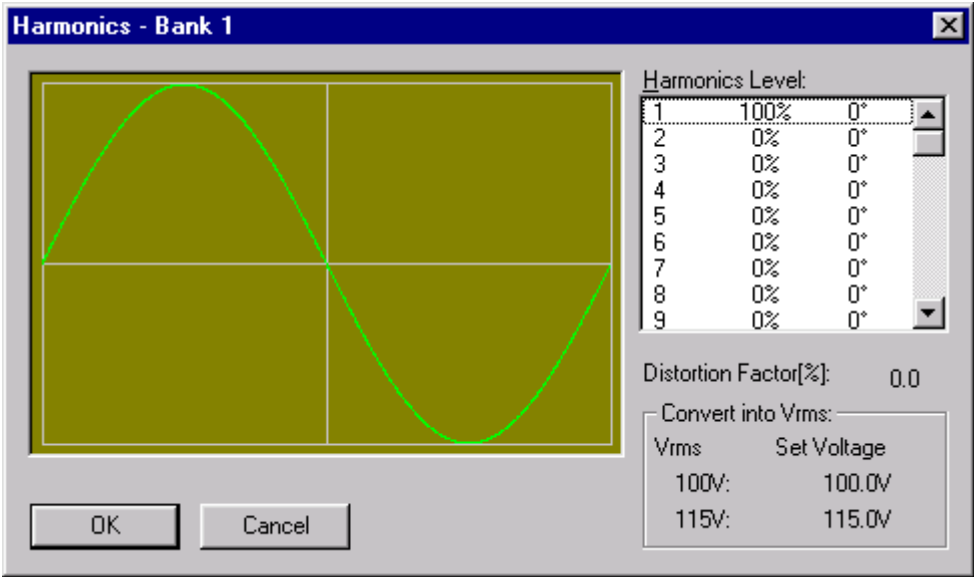 Harmonics - Bank 1
Harmonics Level:
1 100% 0°
2 0% 0°
3 0% 0°
4 0% 0°
5 0% 0°
6 0% 0°
7 0% 0°
8 0% 0°
9 0% 0°
Distortion Factor[%]: 0.0
Convert into Vrms:
Vrms Set Voltage
100V: 100.0V
115V: 115.0V
OK Cancel